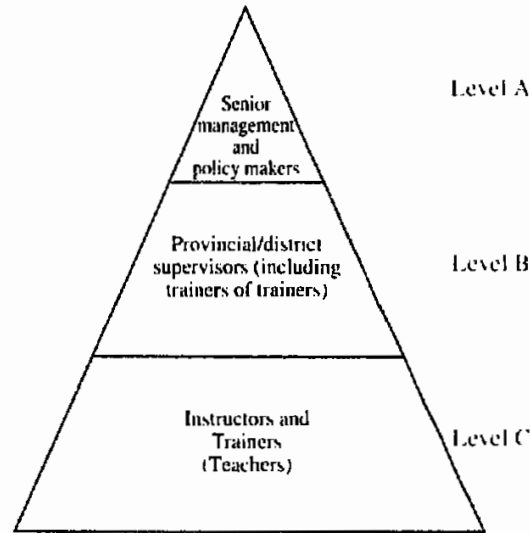 Level A
Senior
management
and
policy makers
Provincial/district
supervisors (including
trainers of trainers)
Level B
Instructors and
Trainers
(Teachers)
Level C